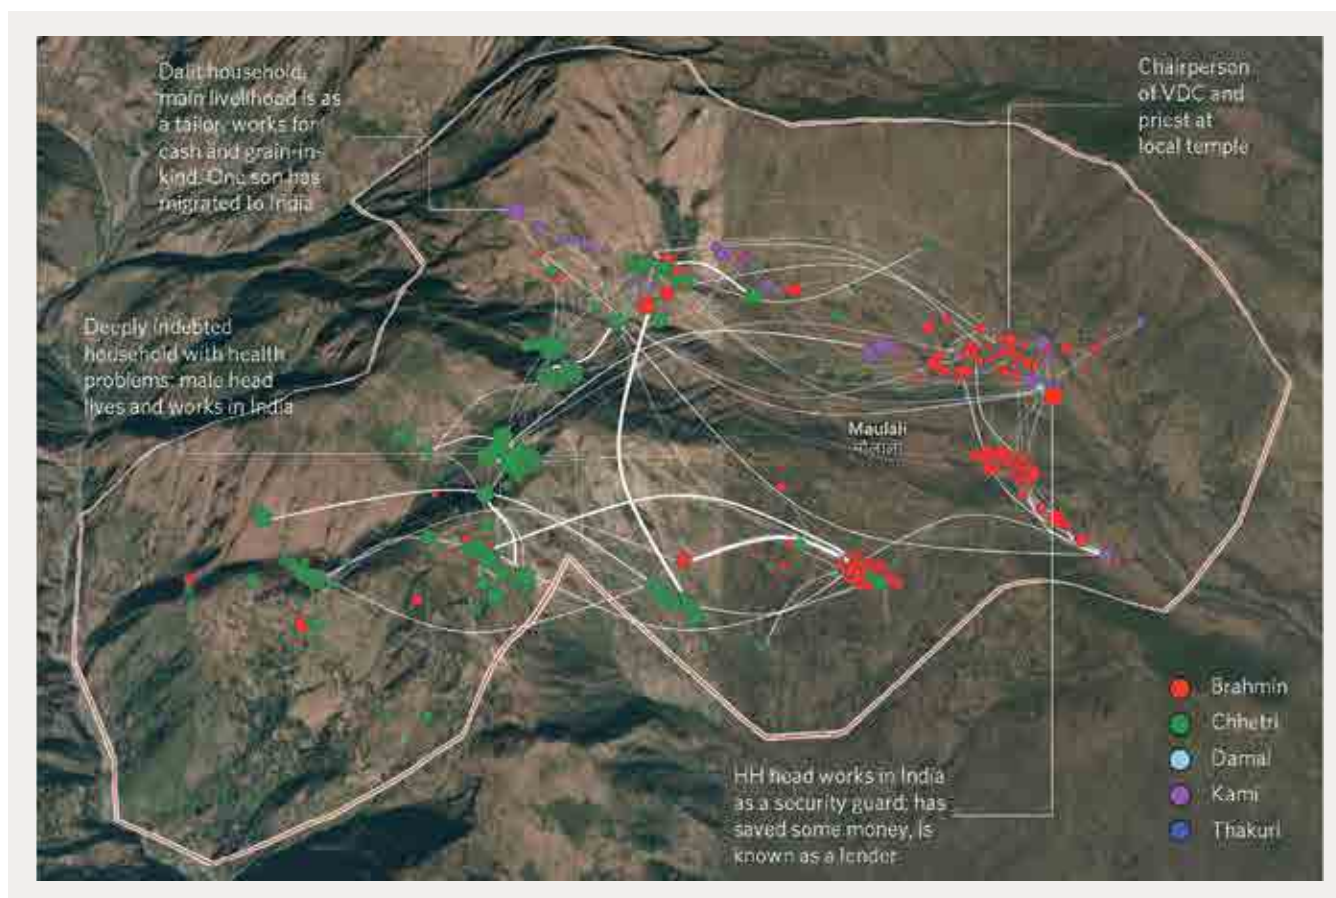 Dalit household:
main livelihood is as
a tailor, works for
cash and grain-in-
kind. One son has
migrated to India
Chairperson
of VDC and
priest at
local temple
Deeply indebted
household with health
problems: male head
lives and works in India
Maulali
मौलाली
HH head works in India
as a security guard; has
saved some money, is
known as a lender
Brahmin
Chhetri
Damai
Kami
Thakuri